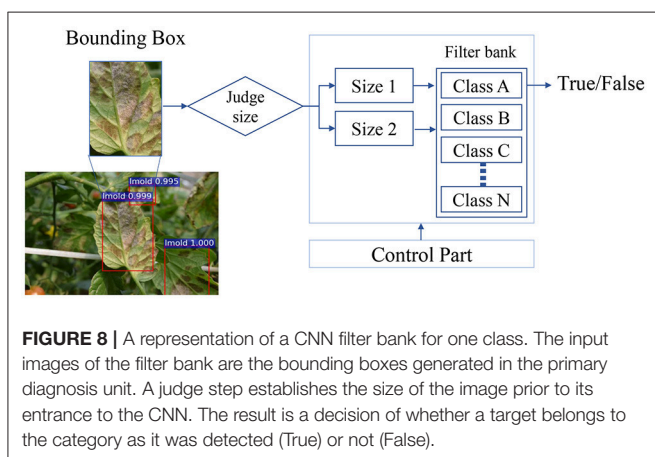 Bounding Box
Filter bank
Judge
size
Size 1
Size 2
Class A
Class B
Class C
Class N
True/False
Control Part
lmold 0.995
lmold 0.999
lmold 1.000
FIGURE 8 | A representation of a CNN filter bank for one class. The input
images of the filter bank are the bounding boxes generated in the primary
diagnosis unit. A judge step establishes the size of the image prior to its
entrance to the CNN. The result is a decision of whether a target belongs to
the category as it was detected (True) or not (False).